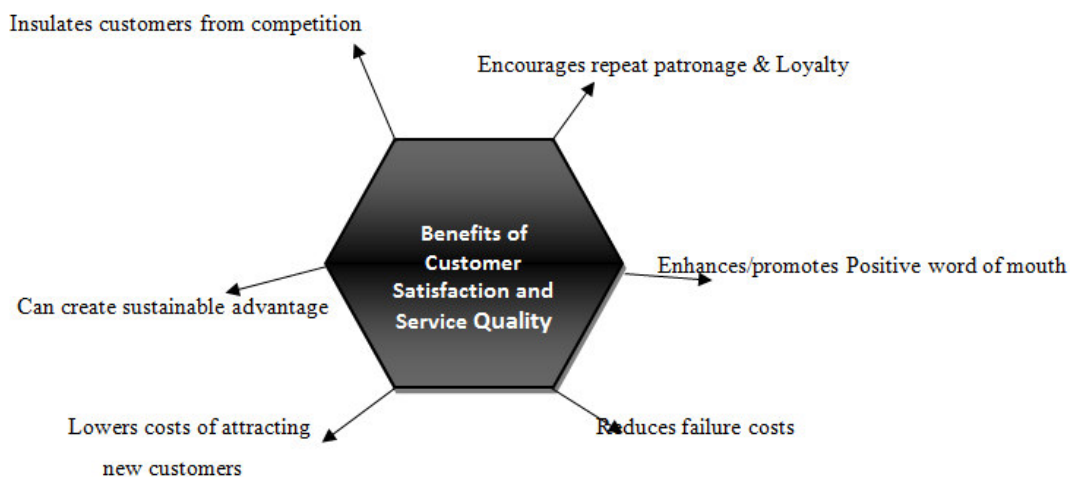 Insulates customers from competition
Encourages repeat patronage & Loyalty
Benefits of
Customer
Satisfaction and
Service Quality
Enhances/promotes Positive word of mouth
Can create sustainable advantage
Lowers costs of attracting
new customers
Reduces failure costs